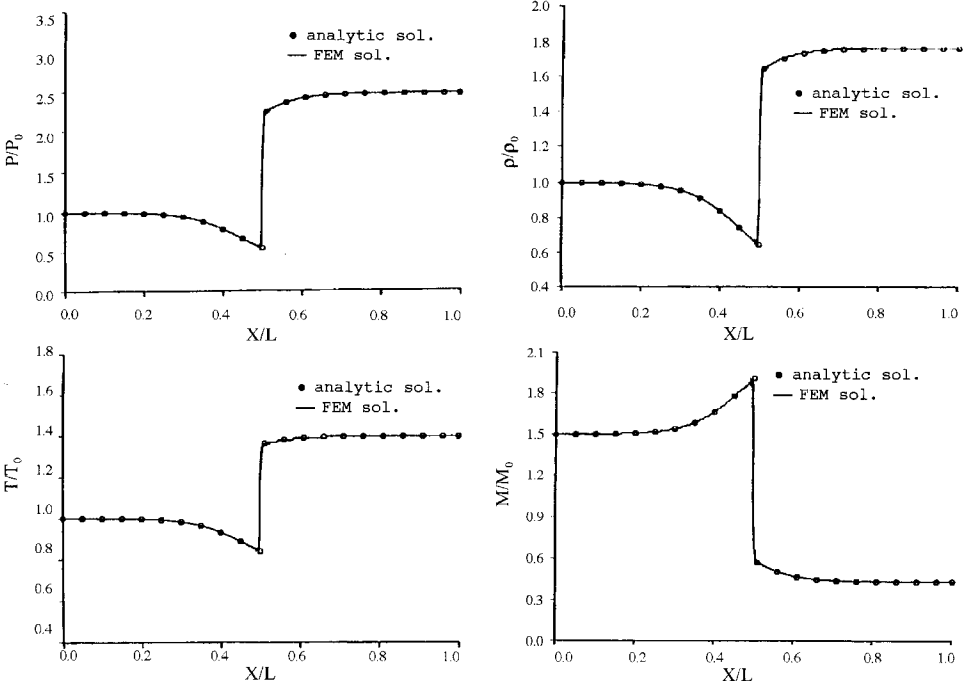 3.5
3.0
2.5
2.0
1.5
1.0
0.5
0.0
P/P₀
● analytic sol.
— FEM sol.
0.0 0.2 0.4 0.6 0.8 1.0
X/L
2.0
1.8
1.6
1.4
1.2
1.0
0.8
0.6
0.4
ρ/ρ₀
● analytic sol.
— FEM sol.
0.0 0.2 0.4 0.6 0.8 1.0
X/L
1.8
1.6
1.4
1.2
1.0
0.8
0.6
0.4
T/T₀
● analytic sol.
— FEM sol.
0.0 0.2 0.4 0.6 0.8 1.0
X/L
2.1
1.8
1.5
1.2
0.9
0.6
0.3
0.0
M/M₀
● analytic sol.
— FEM sol.
0.0 0.2 0.4 0.6 0.8 1.0
X/L